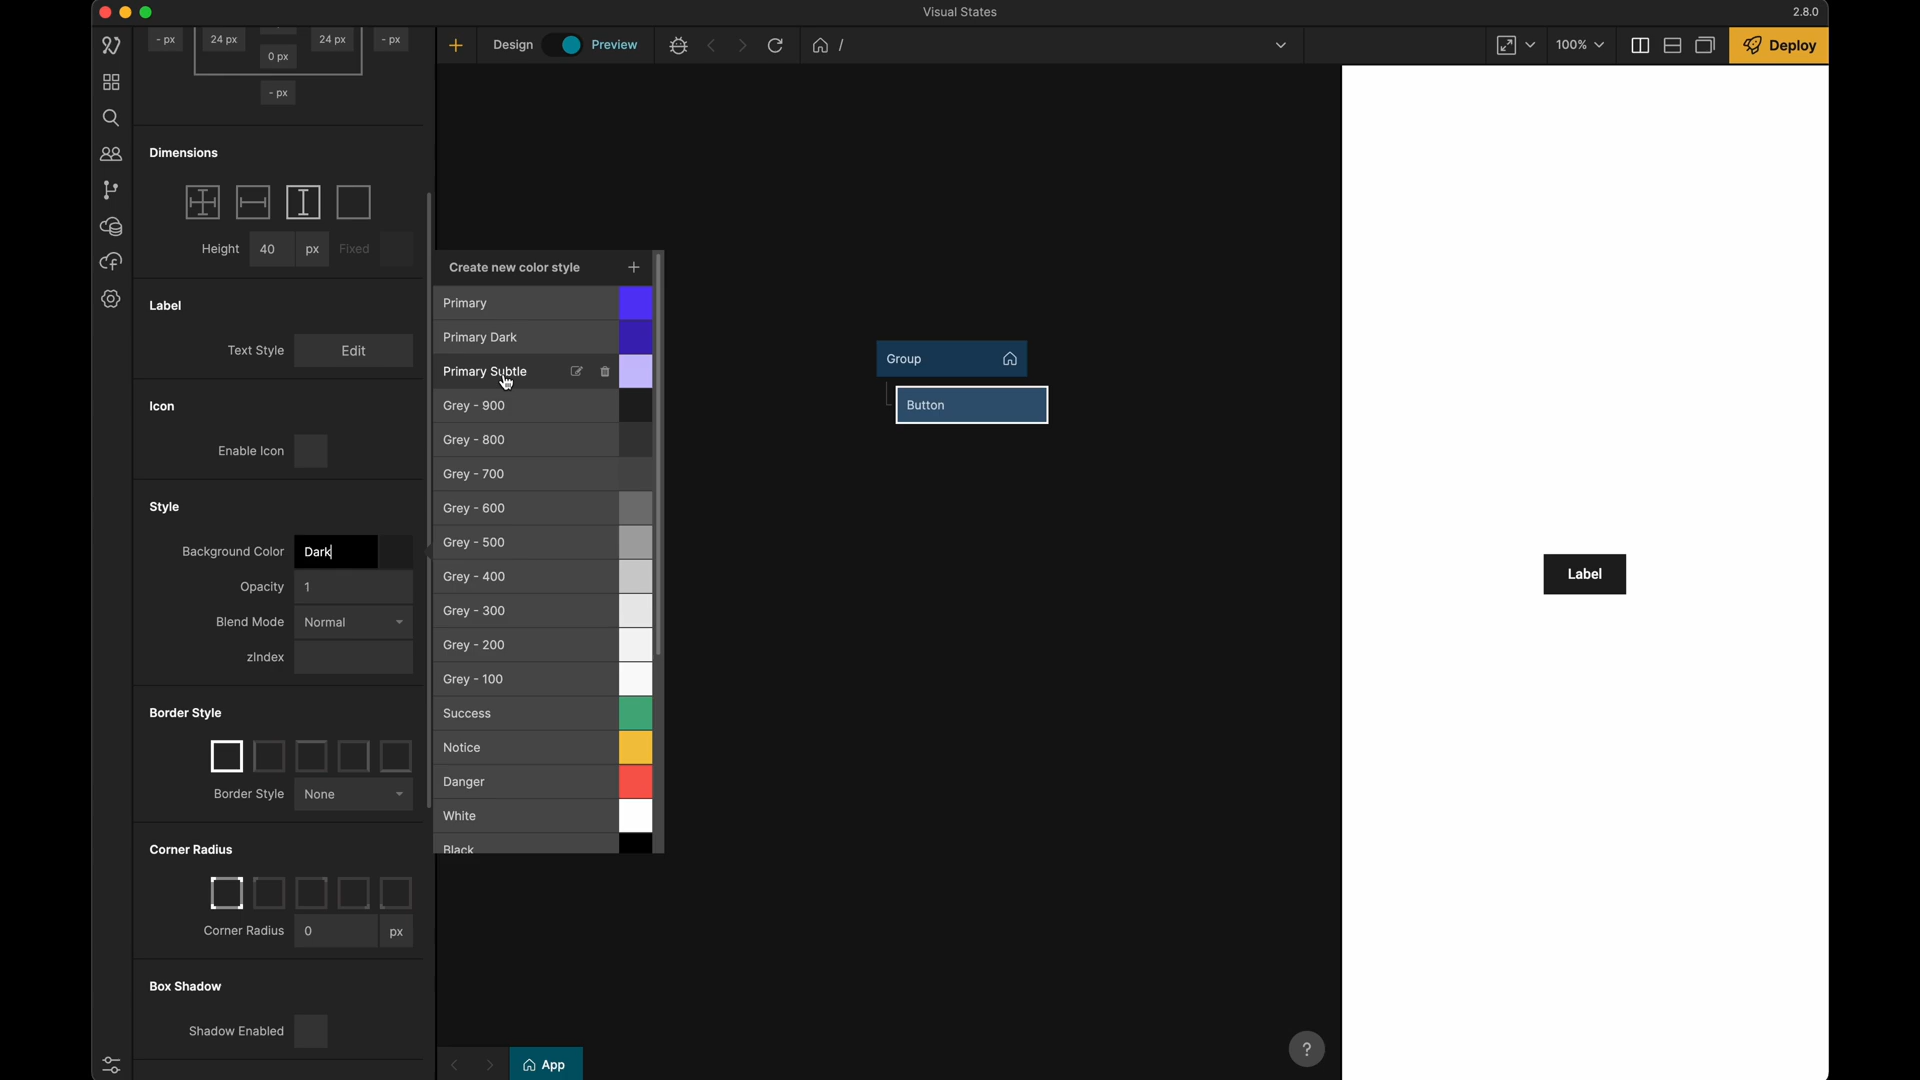 Visual States
2.8.0
Design
Preview
/
100%
Deploy
- px
24 px
24 px
- px
0 px
- px
Dimensions
Height
40
px
Fixed
Label
Text Style
Edit
Icon
Enable Icon
Style
Background Color
Dark
Opacity
1
Blend Mode
Normal
zIndex
Border Style
Border Style
None
Corner Radius
Corner Radius
0
px
Box Shadow
Shadow Enabled
Create new color style
Primary
Primary Dark
Primary Subtle
Grey - 900
Grey - 800
Grey - 700
Grey - 600
Grey - 500
Grey - 400
Grey - 300
Grey - 200
Grey - 100
Success
Notice
Danger
White
Black
Group
Button
Label
?
App